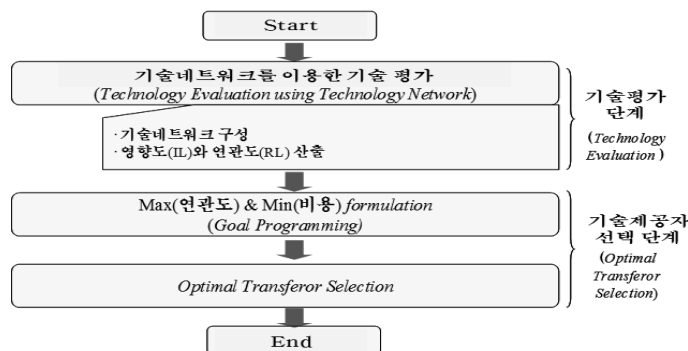 Start
기술네트워크를 이용한 기술 평가
(Technology Evaluation using Technology Network)
·기술네트워크 구성
·영향도(IL)와 연관도(RL) 산출
기술평가
단계
(Technology
Evaluation)
Max(연관도) & Min(비용) formulation
(Goal Programming)
Optimal Transferor Selection
기술제공자
선택 단계
(Optimal
Transferor
Selection)
End